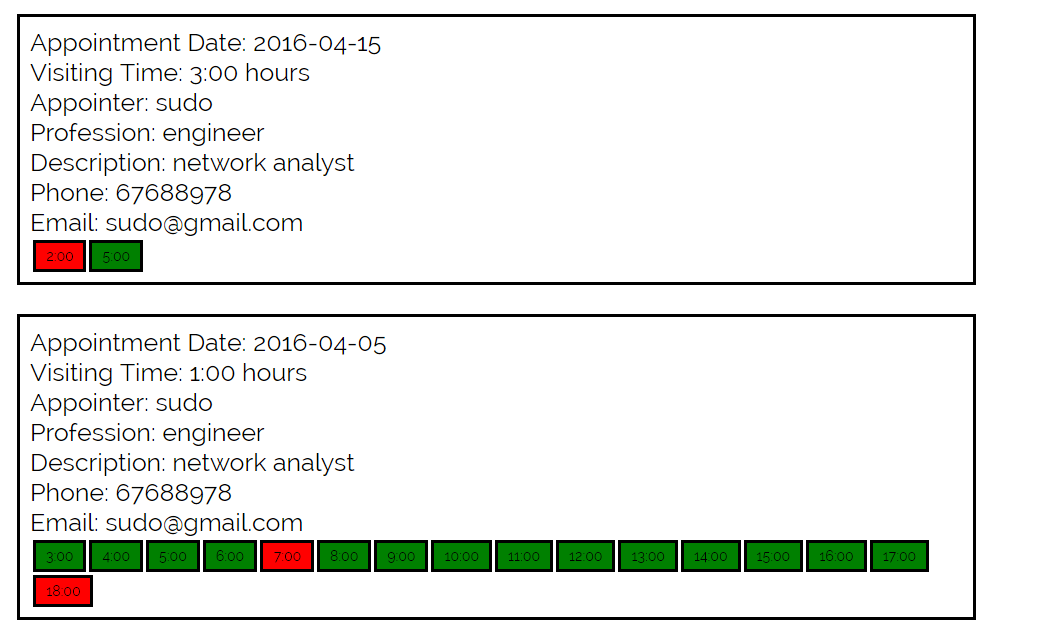 Appointment Date: 2016-04-15
Visiting Time: 3:00 hours
Appointer: sudo
Profession: engineer
Description: network analyst
Phone: 67688978
Email: sudo@gmail.com
2:00 5:00
Appointment Date: 2016-04-05
Visiting Time: 1:00 hours
Appointer: sudo
Profession: engineer
Description: network analyst
Phone: 67688978
Email: sudo@gmail.com
3:00 4:00 5:00 6:00 7:00 8:00 9:00 10:00 11:00 12:00 13:00 14:00 15:00 16:00 17:00
18:00